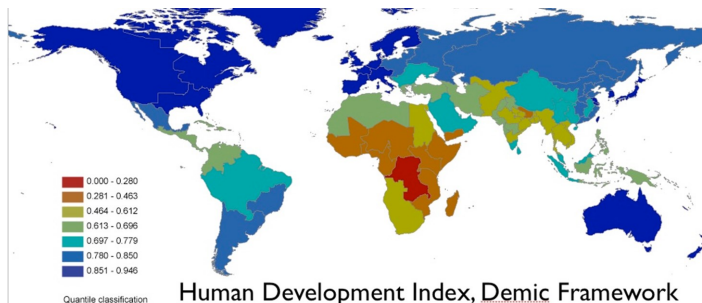 0.000 - 0.280
0.281 - 0.463
0.464 - 0.612
0.613 - 0.696
0.697 - 0.779
0.780 - 0.850
0.851 - 0.946
Quantile classification
Human Development Index, Demic Framework